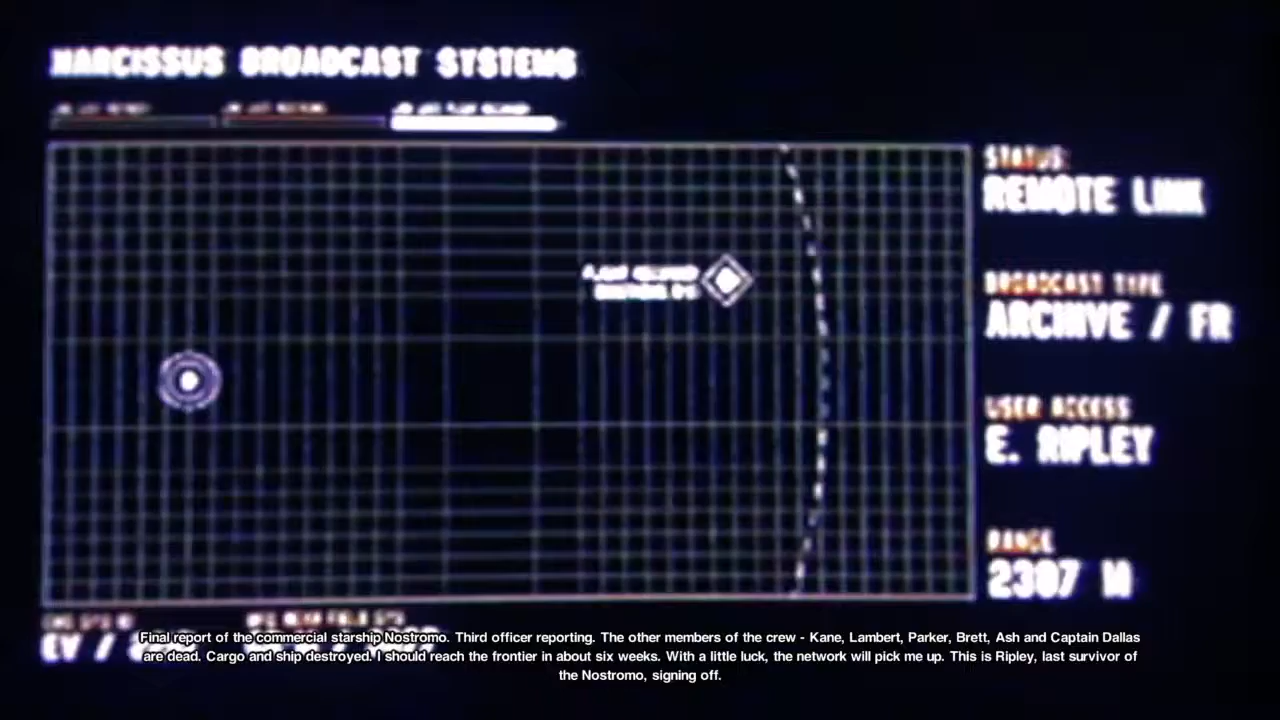 NARCISSUS BROADCAST SYSTEMS
STATUS:
REMOTE LINK
BROADCAST TYPE
ARCHIVE / FR
USER ACCESS
E. RIPLEY
RANGE
2307 M
EV /
Final report of the commercial starship Nostromo. Third officer reporting. The other members of the crew - Kane, Lambert, Parker, Brett, Ash and Captain Dallas
are dead. Cargo and ship destroyed. I should reach the frontier in about six weeks. With a little luck, the network will pick me up. This is Ripley, last survivor of
the Nostromo, signing off.